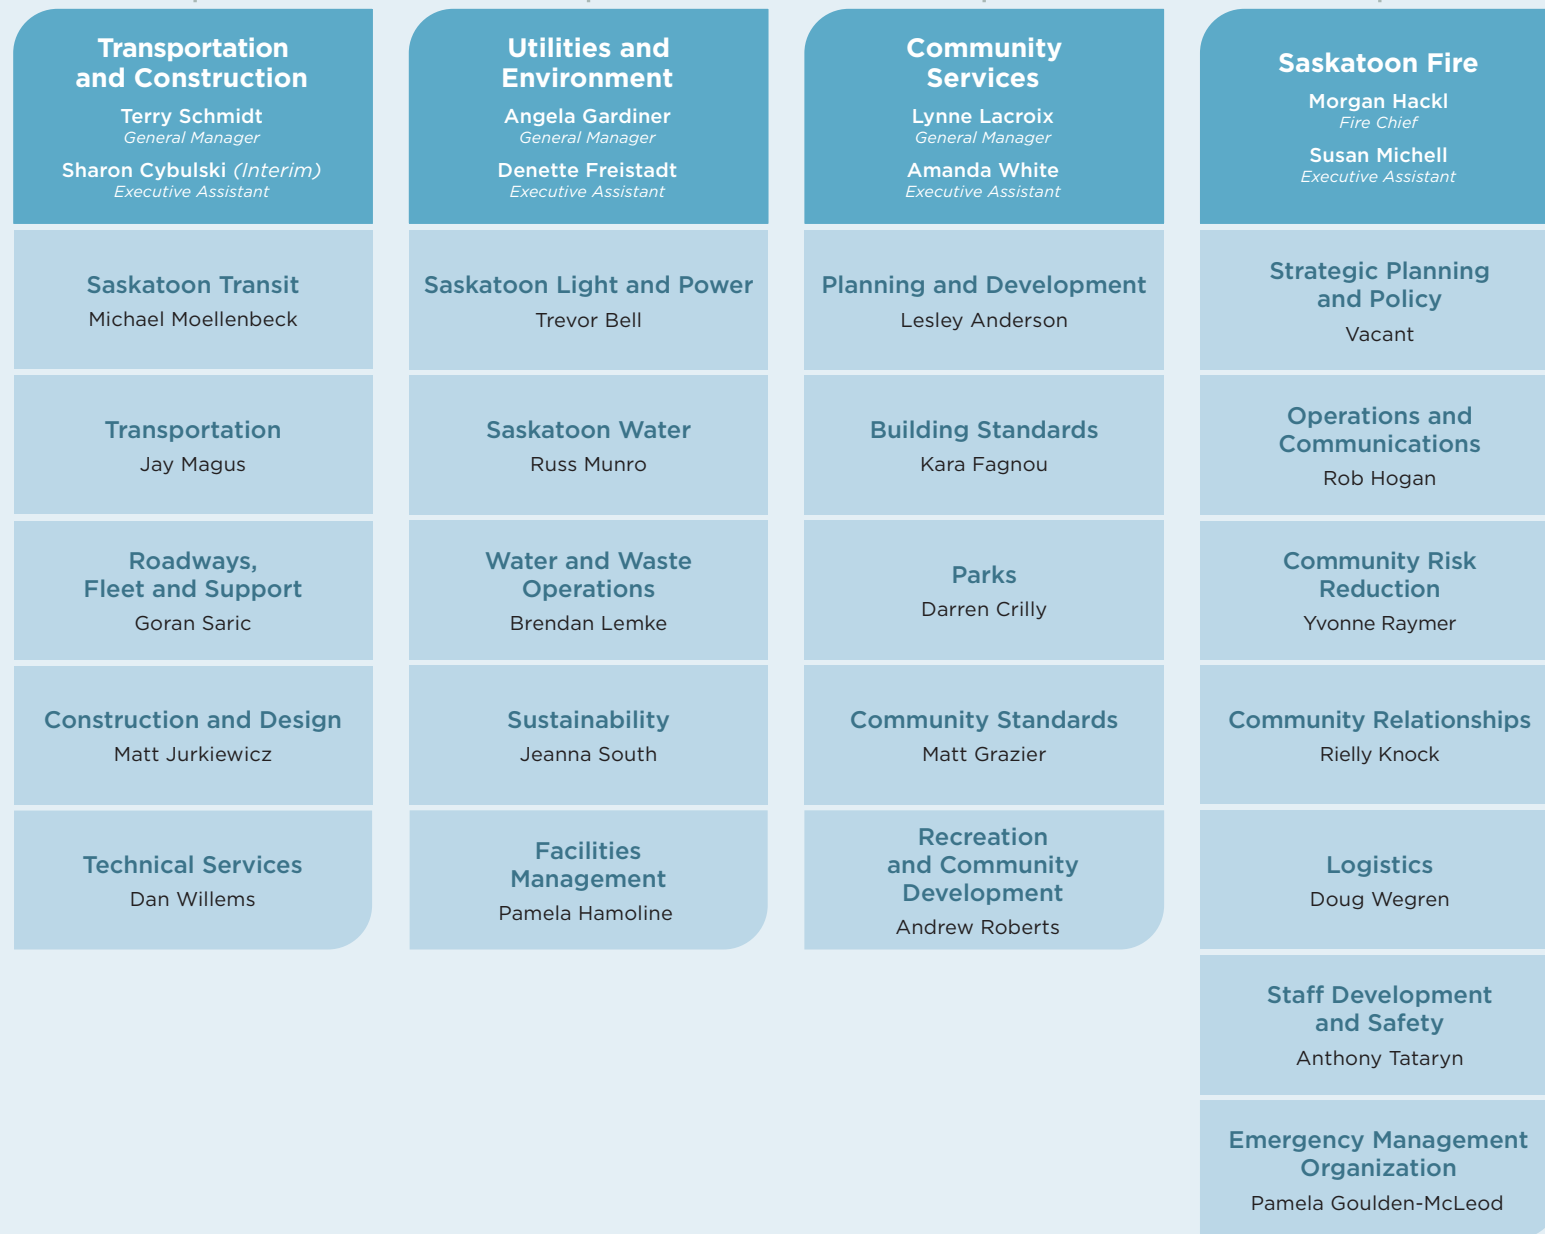 Transportation
and Construction
Terry Schmidt
General Manager
Sharon Cybulski (Interim)
Executive Assistant
Saskatoon Transit
Michael Moellenbeck
Transportation
Jay Magus
Roadways,
Fleet and Support
Goran Saric
Construction and Design
Matt Jurkiewicz
Technical Services
Dan Willems
Utilities and
Environment
Angela Gardiner
General Manager
Denette Freistadt
Executive Assistant
Saskatoon Light and Power
Trevor Bell
Saskatoon Water
Russ Munro
Water and Waste
Operations
Brendan Lemke
Sustainability
Jeanna South
Facilities
Management
Pamela Hamoline
Community
Services
Lynne Lacroix
General Manager
Amanda White
Executive Assistant
Planning and Development
Lesley Anderson
Building Standards
Kara Fagnou
Parks
Darren Crilly
Community Standards
Matt Grazier
Recreation
and Community
Development
Andrew Roberts
Saskatoon Fire
Morgan Hackl
Fire Chief
Susan Michell
Executive Assistant
Strategic Planning
and Policy
Vacant
Operations and
Communications
Rob Hogan
Community Risk
Reduction
Yvonne Raymer
Community Relationships
Rielly Knock
Logistics
Doug Wegren
Staff Development
and Safety
Anthony Tataryn
Emergency Management
Organization
Pamela Goulden-McLeod